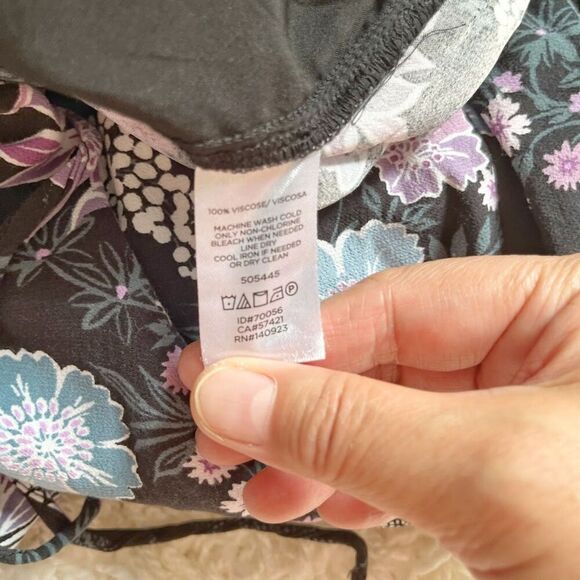 100% VISCOSE/ VISCOSA
MACHINE WASH COLD
ONLY NON-CHLORINE
BLEACH WHEN NEEDED
LINE DRY
COOL IRON IF NEEDED
OR DRY CLEAN
505445
P
ID#70056
CA#57421
RN#140923